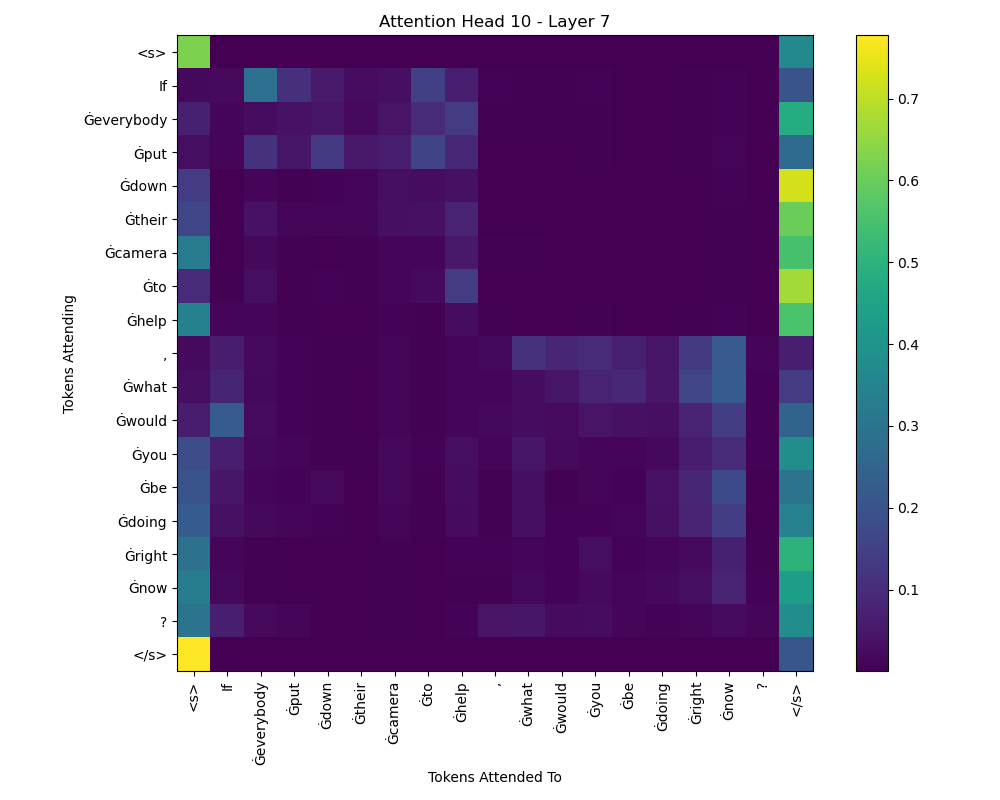 Attention Head 10 - Layer 7
<s>
If
Ġeverybody
Ġput
Ġdown
Ġtheir
Ġcamera
Ġto
Ġhelp
,
Ġwhat
Ġwould
Ġyou
Ġbe
Ġdoing
Ġright
Ġnow
?
</s>
Tokens Attending
<s>
If
Ġeverybody
Ġput
Ġdown
Ġtheir
Ġcamera
Ġto
Ġhelp
,
Ġwhat
Ġwould
Ġyou
Ġbe
Ġdoing
Ġright
Ġnow
?
</s>
Tokens Attended To
0.7
0.6
0.5
0.4
0.3
0.2
0.1